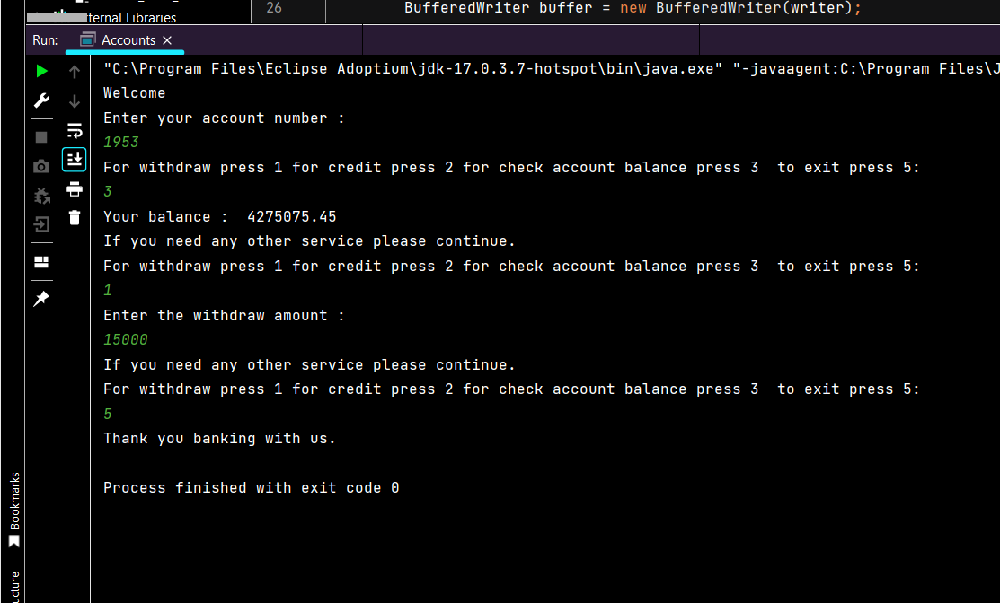 External Libraries
26 BufferedWriter buffer = new BufferedWriter(writer);
Run: Accounts
"C:\Program Files\Eclipse Adoptium\jdk-17.0.3.7-hotspot\bin\java.exe" "-javaagent:C:\Program Files\J
Welcome
Enter your account number :
1953
For withdraw press 1 for credit press 2 for check account balance press 3  to exit press 5:
3
Your balance :  4275075.45
If you need any other service please continue.
For withdraw press 1 for credit press 2 for check account balance press 3  to exit press 5:
1
Enter the withdraw amount :
15000
If you need any other service please continue.
For withdraw press 1 for credit press 2 for check account balance press 3  to exit press 5:
5
Thank you banking with us.
Process finished with exit code 0
Bookmarks
ucture